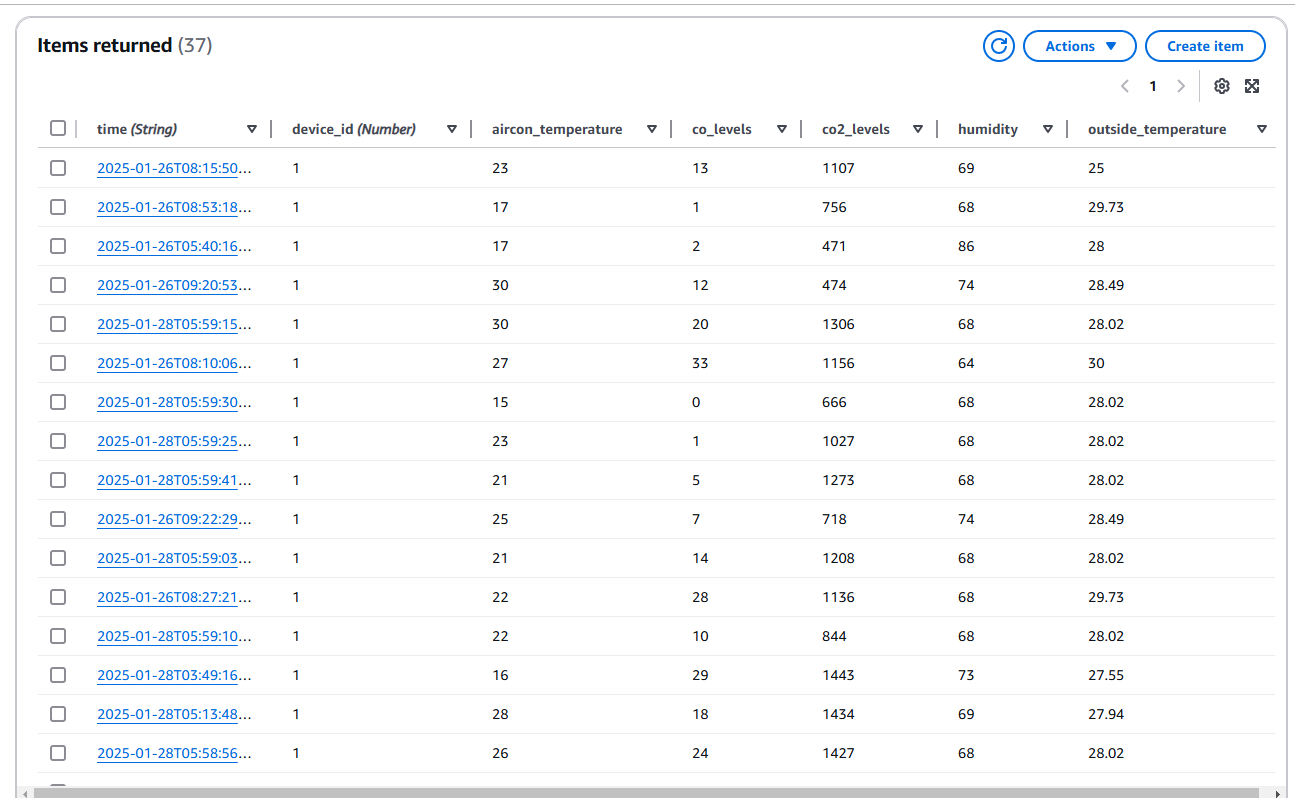 Items returned (37)
Actions
Create item
1
time (String) device_id (Number) aircon_temperature co_levels co2_levels humidity outside_temperature
2025-01-26T08:15:50... 1 23 13 1107 69 25
2025-01-26T08:53:18... 1 17 1 756 68 29.73
2025-01-26T05:40:16... 1 17 2 471 86 28
2025-01-26T09:20:53... 1 30 12 474 74 28.49
2025-01-28T05:59:15... 1 30 20 1306 68 28.02
2025-01-26T08:10:06... 1 27 33 1156 64 30
2025-01-28T05:59:30... 1 15 0 666 68 28.02
2025-01-28T05:59:25... 1 23 1 1027 68 28.02
2025-01-28T05:59:41... 1 21 5 1273 68 28.02
2025-01-26T09:22:29... 1 25 7 718 74 28.49
2025-01-28T05:59:03... 1 21 14 1208 68 28.02
2025-01-26T08:27:21... 1 22 28 1136 68 29.73
2025-01-28T05:59:10... 1 22 10 844 68 28.02
2025-01-28T03:49:16... 1 16 29 1443 73 27.55
2025-01-28T05:13:48... 1 28 18 1434 69 27.94
2025-01-28T05:58:56... 1 26 24 1427 68 28.02